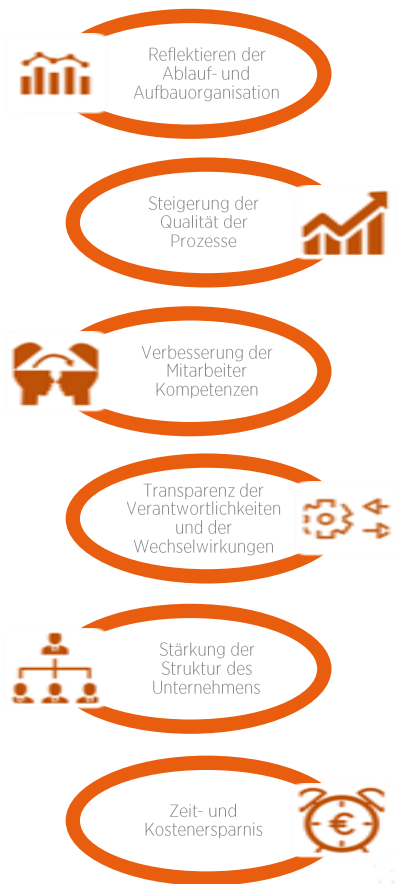 Reflektieren der
Ablauf- und
Aufbauorganisation
Steigerung der
Qualität der
Prozesse
Verbesserung der
Mitarbeiter
Kompetenzen
Transparenz der
Verantwortlichkeiten
und der
Wechselwirkungen
Stärkung der
Struktur des
Unternehmens
Zeit- und
Kostenersparnis
€